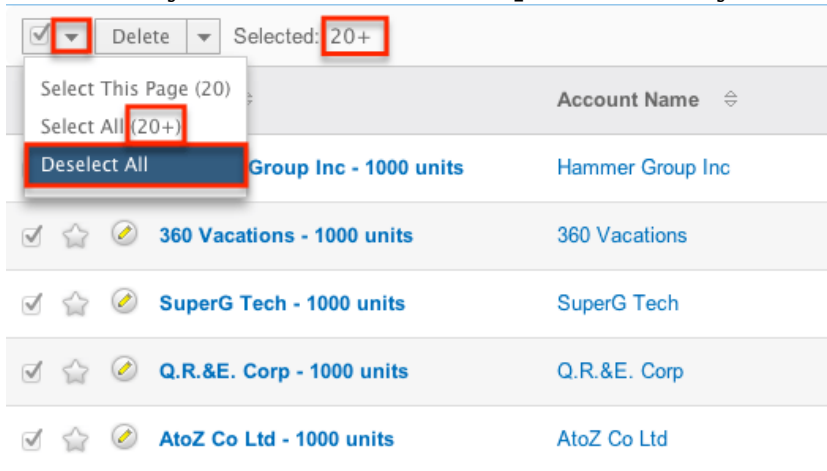 Delete Selected: 20+
Select This Page (20)
Select All (20+)
Deselect All
Account Name
Group Inc - 1000 units Hammer Group Inc
360 Vacations - 1000 units 360 Vacations
SuperG Tech - 1000 units SuperG Tech
Q.R.&E. Corp - 1000 units Q.R.&E. Corp
AtoZ Co Ltd - 1000 units AtoZ Co Ltd